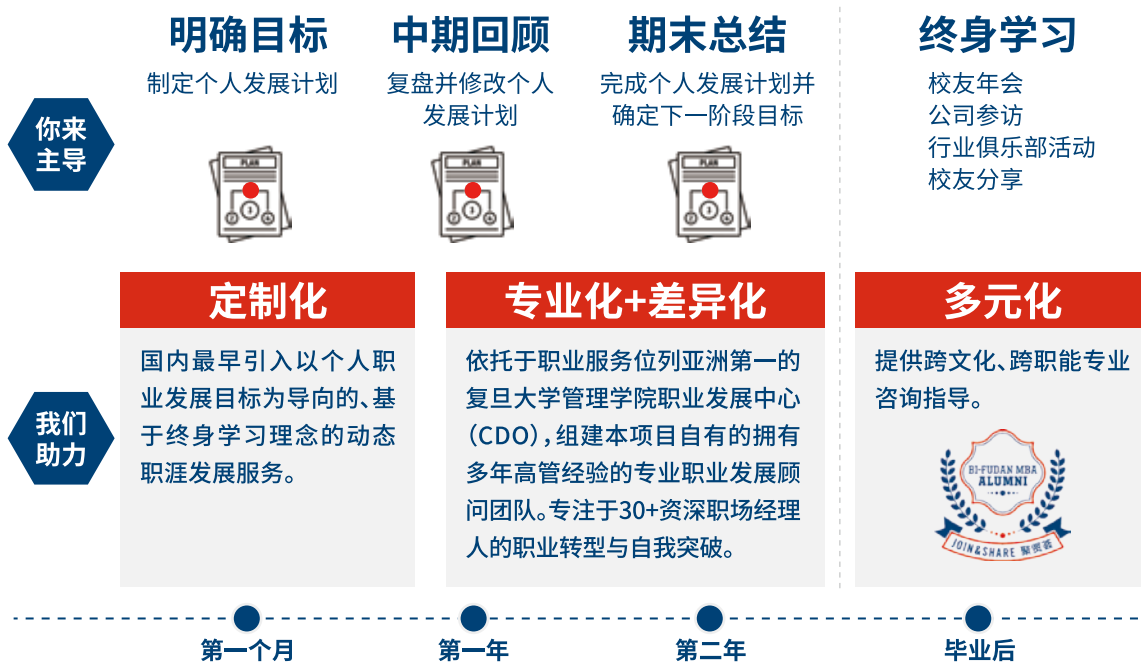 明确目标
制定个人发展计划
中期回顾
复盘并修改个人
发展计划
期末总结
完成个人发展计划并
确定下一阶段目标
终身学习
校友年会
公司参访
行业俱乐部活动
校友分享
你来
主导
PLAN
PLAN
PLAN
定制化
国内最早引入以个人职
业发展目标为导向的、基
于终身学习理念的动态
职涯发展服务。
专业化+差异化
依托于职业服务位列亚洲第一的
复旦大学管理学院职业发展中心
（CDO），组建本项目自有的拥有
多年高管经验的专业职业发展顾
问团队。专注于30+资深职场经理
人的职业转型与自我突破。
多元化
提供跨文化、跨职能专业
咨询指导。
BI-FUDAN MBA
ALUMNI
JOIN&SHARE
我们
助力
第一个月
第一年
第二年
毕业后